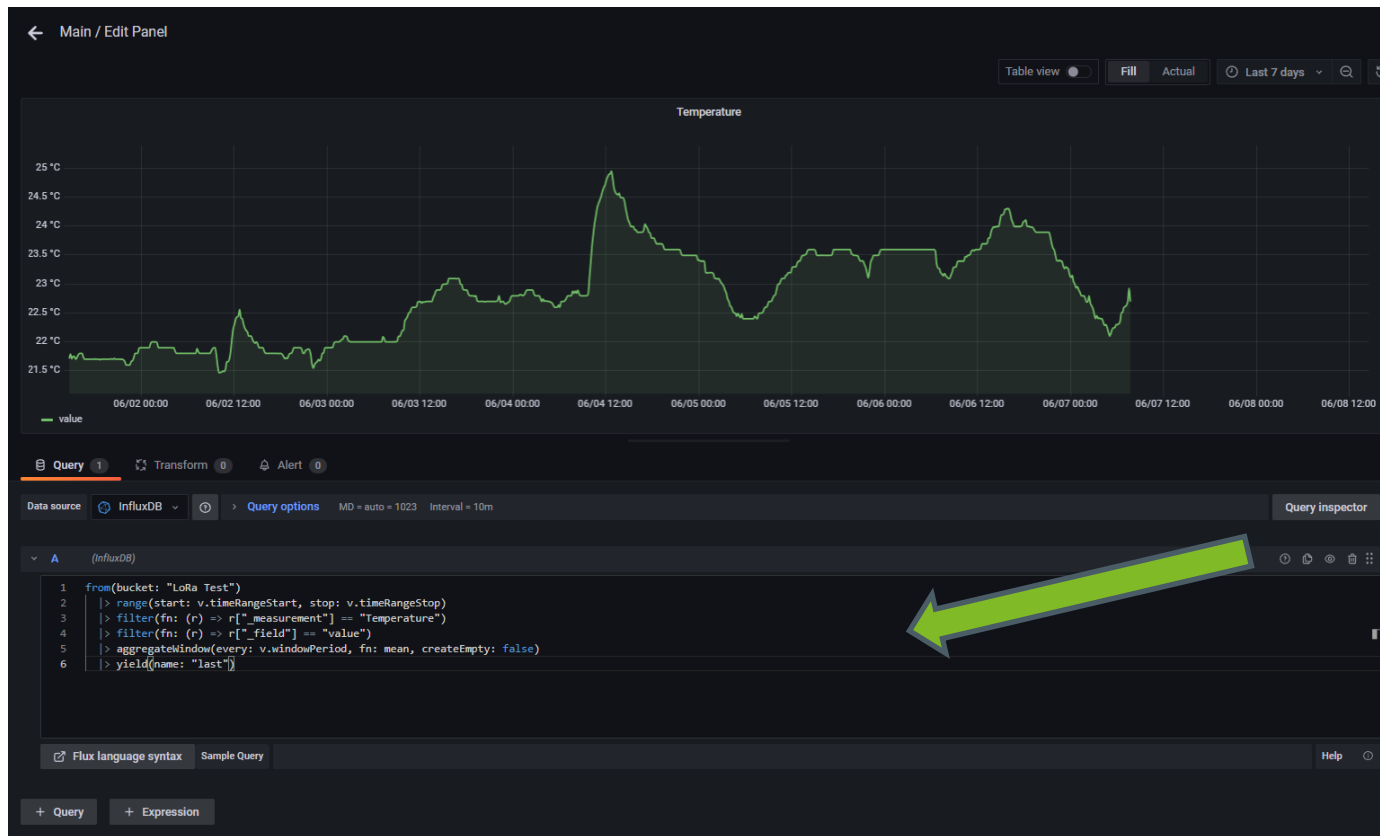 Main / Edit Panel
Table view Fill Actual Last 7 days
Temperature
25 °C
24.5 °C
24 °C
23.5 °C
23 °C
22.5 °C
22 °C
21.5 °C
06/02 00:00 06/02 12:00 06/03 00:00 06/03 12:00 06/04 00:00 06/04 12:00 06/05 00:00 06/05 12:00 06/06 00:00 06/06 12:00 06/07 00:00 06/07 12:00 06/08 00:00 06/08 12:00
value
Query 1 Transform 0 Alert 0
Data source InfluxDB Query options MD = auto = 1023 Interval = 10m Query inspector
A (InfluxDB)
1 from(bucket: "LoRa Test")
2 |> range(start: v.timeRangeStart, stop: v.timeRangeStop)
3 |> filter(fn: (r) => r["_measurement"] == "Temperature")
4 |> filter(fn: (r) => r["_field"] == "value")
5 |> aggregateWindow(every: v.windowPeriod, fn: mean, createEmpty: false)
6 |> yield(name: "last")
Flux language syntax Sample Query Help
+ Query + Expression